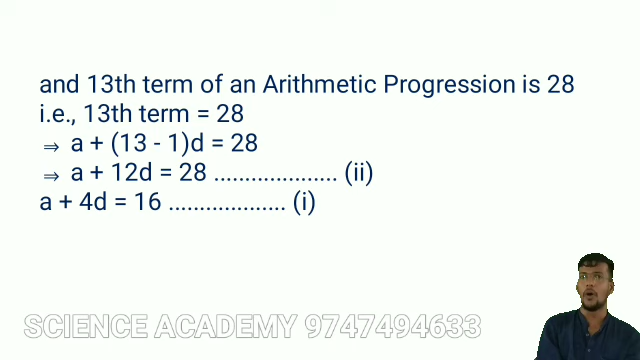 and 13th term of an Arithmetic Progression is 28
i.e., 13th term = 28
⇒ a + (13 - 1)d = 28
⇒ a + 12d = 28 .................... (ii)
a + 4d = 16 ................... (i)
SCIENCE ACADEMY 9747494633